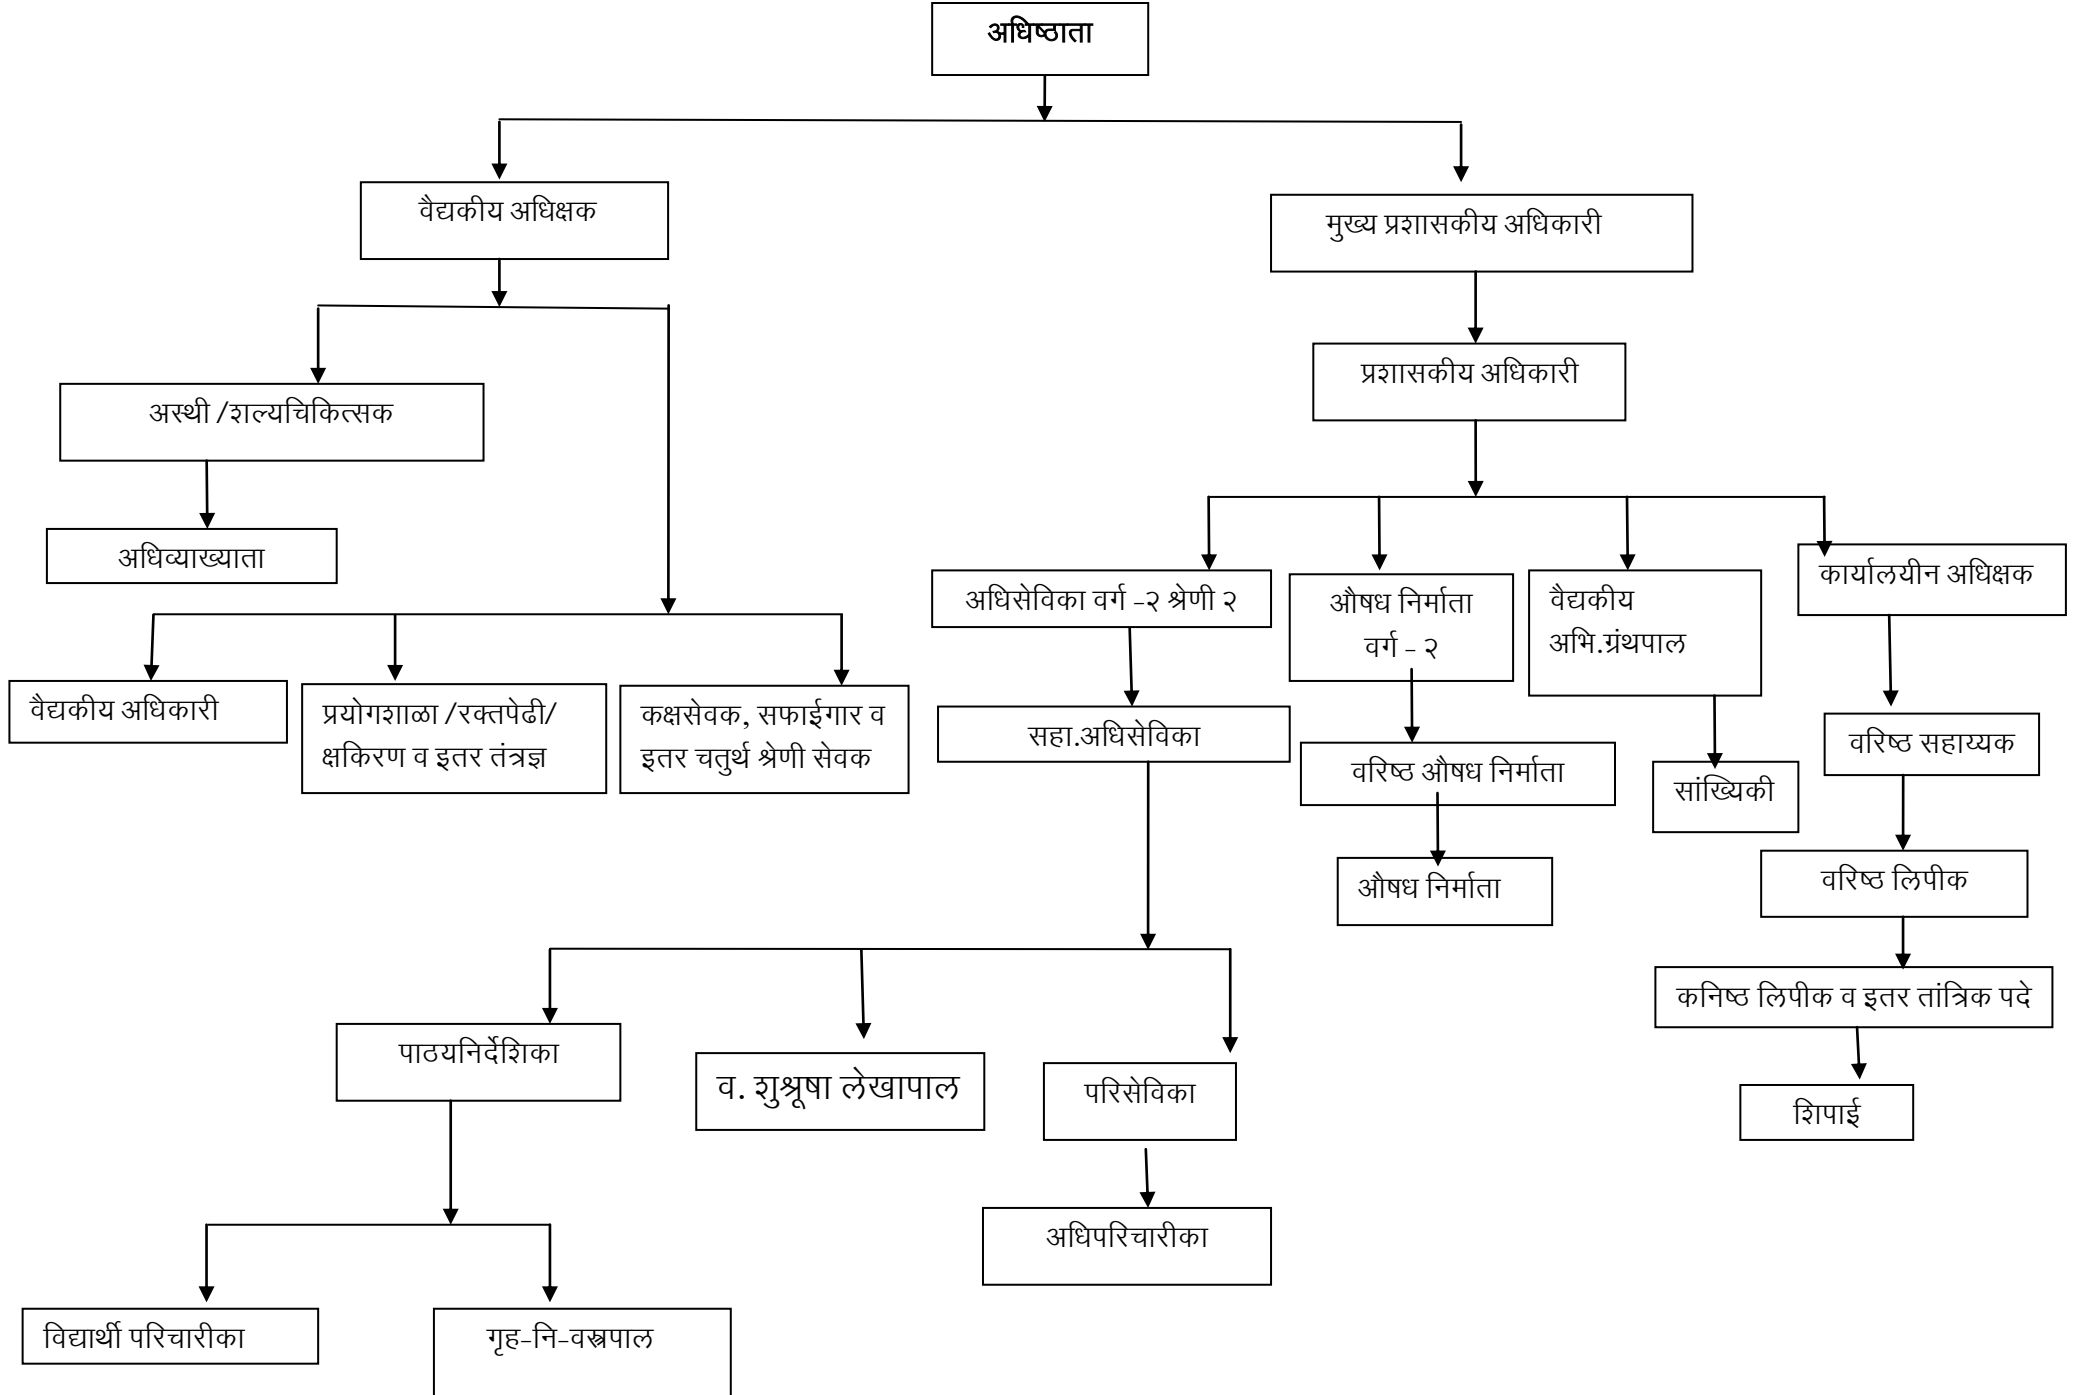 अधिष्ठाता
वैद्यकीय अधिक्षक
मुख्य प्रशासकीय अधिकारी
प्रशासकीय अधिकारी
अस्थी /शल्यचिकित्सक
अधिव्याख्याता
अधिसेविका वर्ग -२ श्रेणी २
औषध निर्माता
वर्ग - २
वैद्यकीय
अभि.ग्रंथपाल
कार्यालयीन अधिक्षक
वैद्यकीय अधिकारी
प्रयोगशाळा /रक्तपेढी/
क्षकिरण व इतर तंत्रज्ञ
कक्षसेवक, सफाईगार व
इतर चतुर्थ श्रेणी सेवक
सहा.अधिसेविका
वरिष्ठ औषध निर्माता
सांख्यिकी
वरिष्ठ सहाय्यक
औषध निर्माता
वरिष्ठ लिपीक
कनिष्ठ लिपीक व इतर तांत्रिक पदे
पाठयनिर्देशिका
व. शुश्रूषा लेखापाल
परिसेविका
शिपाई
अधिपरिचारीका
विद्यार्थी परिचारीका
गृह-नि-वस्त्रपाल